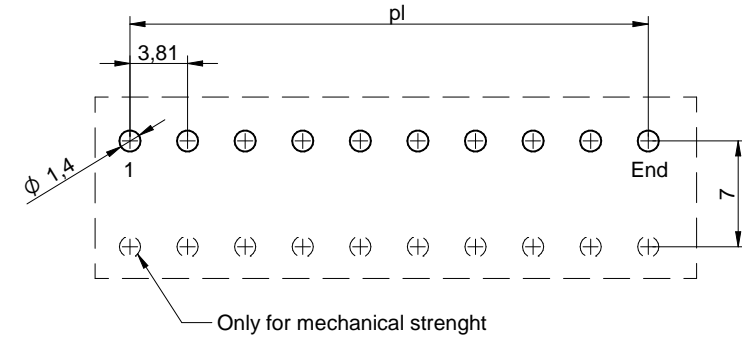 pl
3,81
ϕ 1,4
1
End
7
Only for mechanical strenght